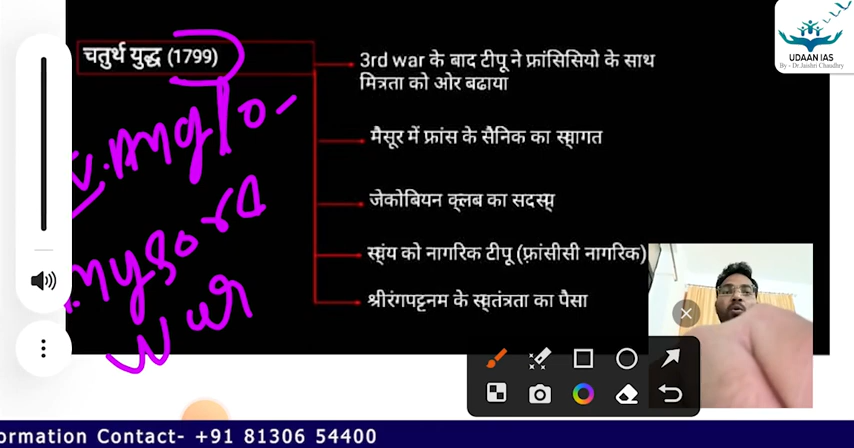 UDAAN IAS
By - Dr.Jaishri Chaudhry
चतुर्थ युद्ध (1799)
3rd war के बाद टीपू ने फ्रांसिसियो के साथ
मित्रता को ओर बढाया
मैसूर में फ्रांस के सैनिक का स्वागत
जेकोबियन क्लब का सदस्य
स्वंय को नागरिक टीपू (फ्रांसीसी नागरिक)
श्रीरंगपट्टनम के स्वतंत्रता का पैसा
Anglo-
Mysore
War
ormation Contact- +91 81306 54400